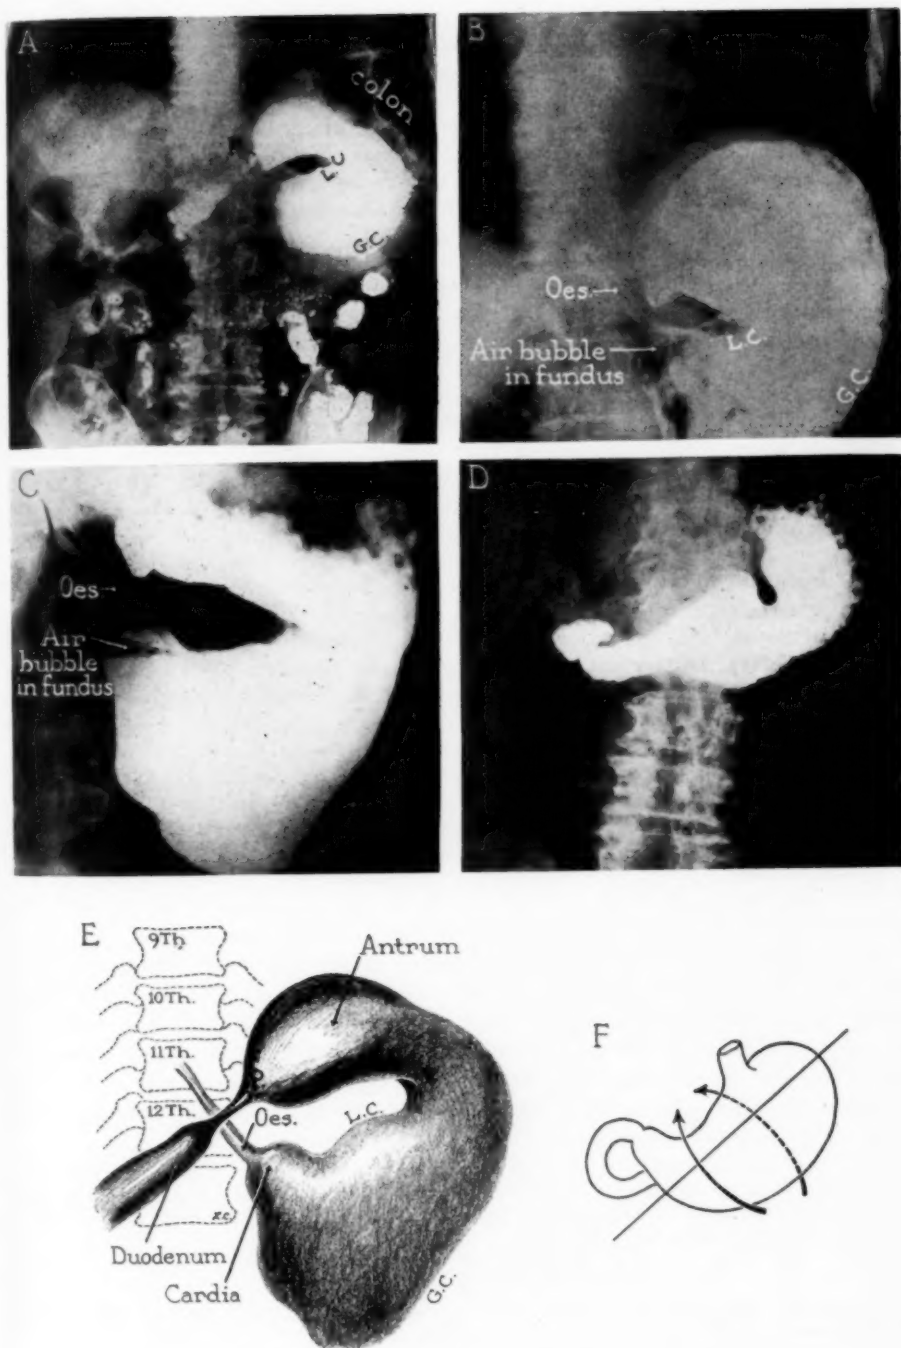 A
colon
L.C.
G.C.
B
Oes.
Air bubble
in fundus
L.C.
G.C.
C
Oes
Air
bubble
in fundus
D
E
9Th.
10Th.
11Th.
12Th.
Antrum
Oes.
L.C.
Duodenum
Cardia
G.C.
F